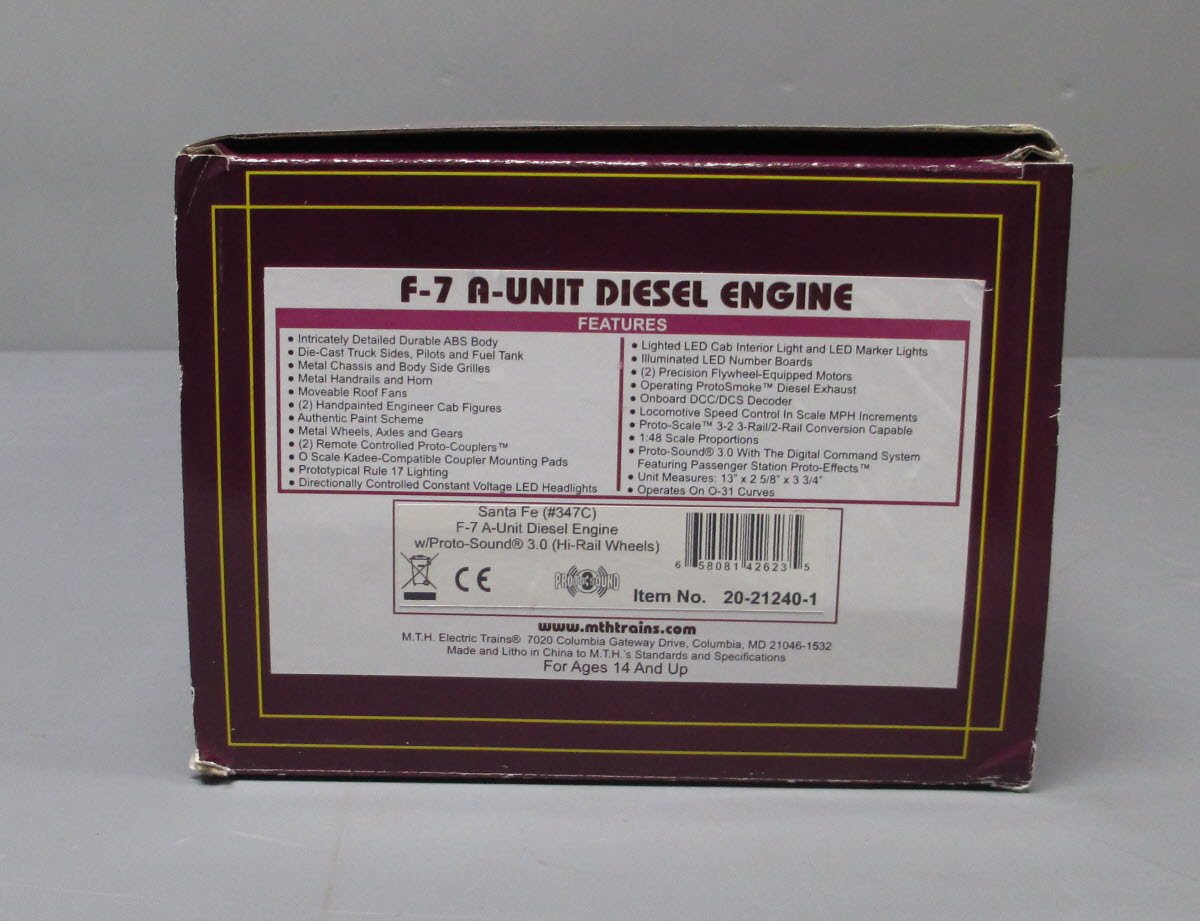 F-7 A-UNIT DIESEL ENGINE
FEATURES
• Intricately Detailed Durable ABS Body
• Die-Cast Truck Sides, Pilots and Fuel Tank
• Metal Chassis and Body Side Grilles
• Metal Handrails and Horn
• Moveable Roof Fans
• (2) Handpainted Engineer Cab Figures
• Authentic Paint Scheme
• Metal Wheels, Axles and Gears
• (2) Remote Controlled Proto-Couplers™
• O Scale Kadee-Compatible Coupler Mounting Pads
• Prototypical Rule 17 Lighting
• Directionally Controlled Constant Voltage LED Headlights
• Lighted LED Cab Interior Light and LED Marker Lights
• Illuminated LED Number Boards
• (2) Precision Flywheel-Equipped Motors
• Operating ProtoSmoke™ Diesel Exhaust
• Onboard DCC/DCS Decoder
• Locomotive Speed Control In Scale MPH Increments
• Proto-Scale™ 3-2 3-Rail/2-Rail Conversion Capable
• 1:48 Scale Proportions
• Proto-Sound® 3.0 With The Digital Command System
Featuring Passenger Station Proto-Effects™
• Unit Measures: 13" x 2 5/8" x 3 3/4"
• Operates On O-31 Curves
Santa Fe (#347C)
F-7 A-Unit Diesel Engine
w/Proto-Sound® 3.0 (Hi-Rail Wheels)
6 58081 42623 5
CE
PROTO 3 SOUND
Item No. 20-21240-1
www.mthtrains.com
M.T.H. Electric Trains® 7020 Columbia Gateway Drive, Columbia, MD 21046-1532
Made and Litho in China to M.T.H.'s Standards and Specifications
For Ages 14 And Up